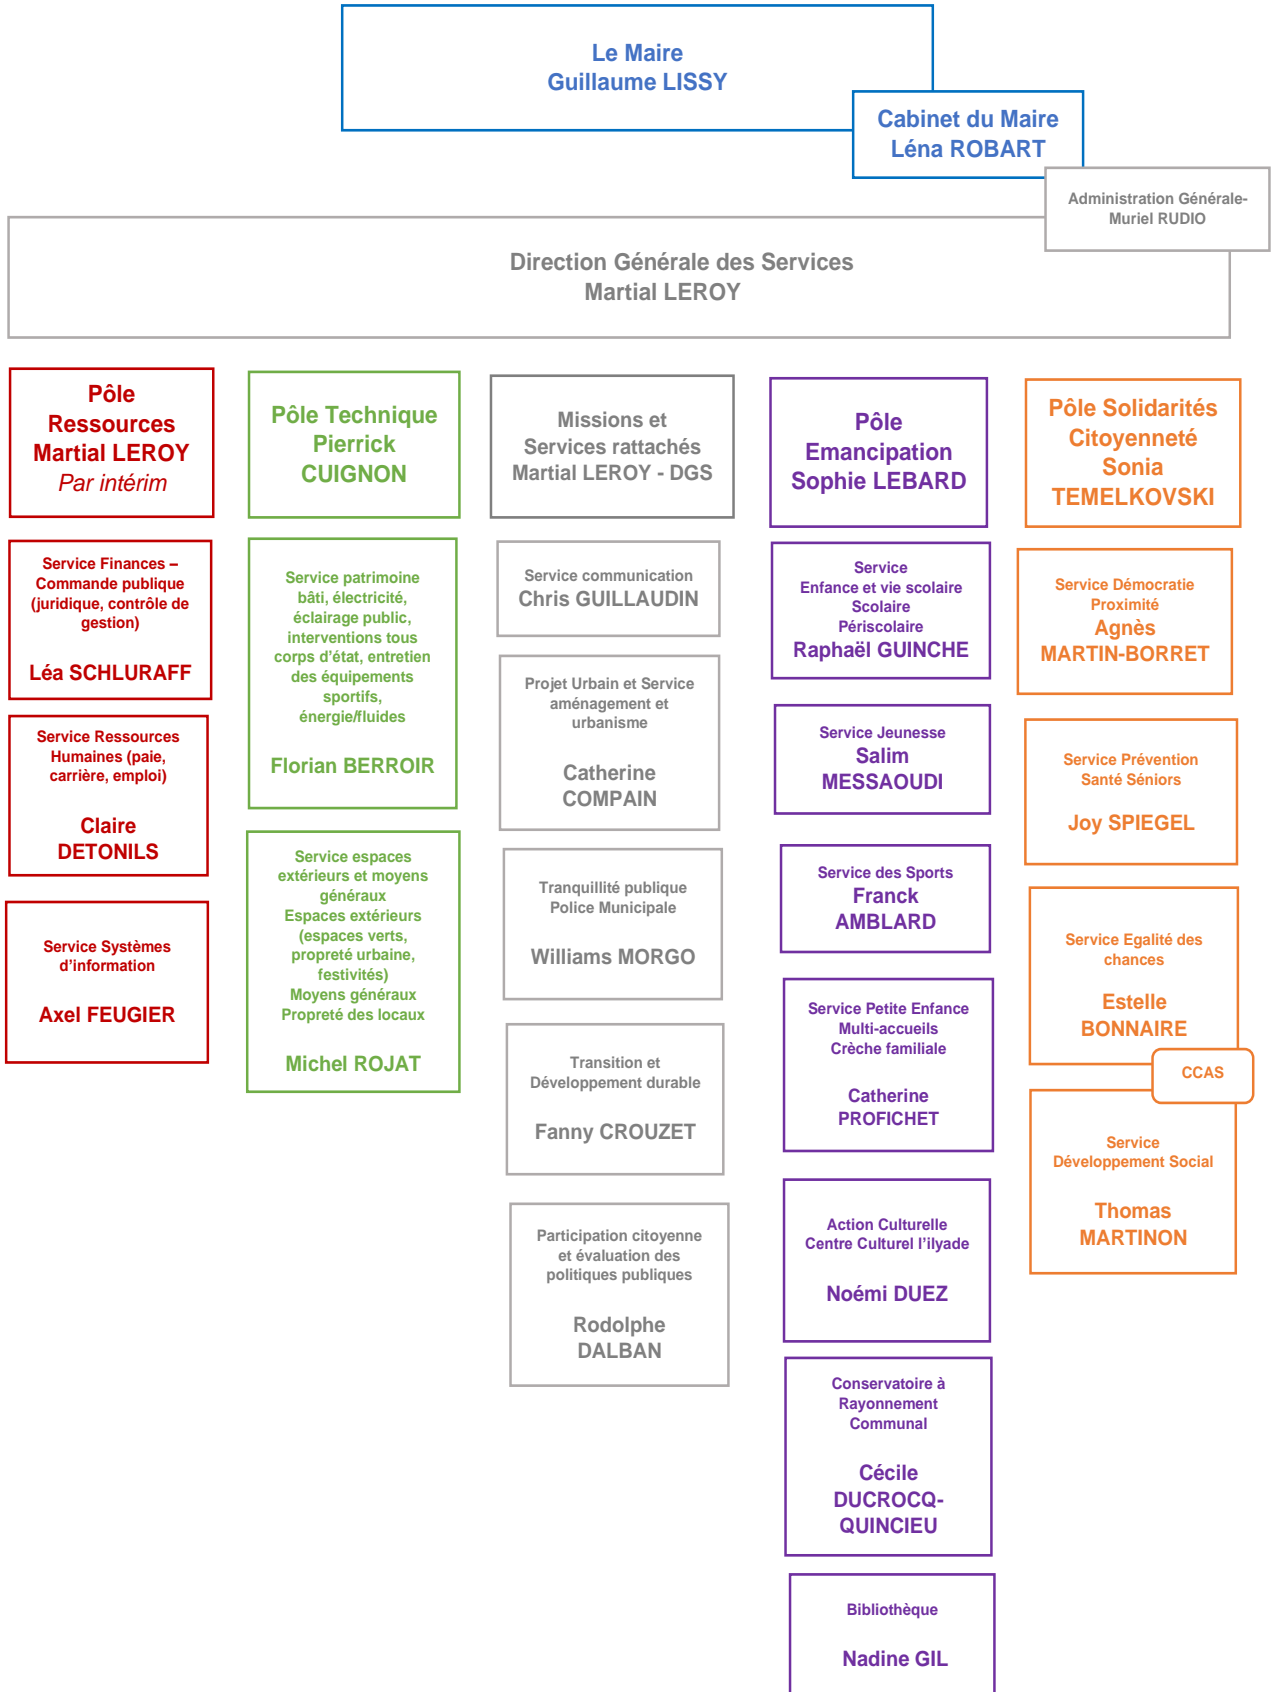 Le Maire
Guillaume LISSY
Cabinet du Maire
Léna ROBART
Administration Générale-
Muriel RUDIO
Direction Générale des Services
Martial LEROY
Pôle
Ressources
Martial LEROY
Par intérim
Service Finances –
Commande publique
(juridique, contrôle de
gestion)
Léa SCHLURAFF
Service Ressources
Humaines (paie,
carrière, emploi)
Claire
DETONILS
Service Systèmes
d’information
Axel FEUGIER
Pôle Technique
Pierrick
CUIGNON
Service patrimoine
bâti, électricité,
éclairage public,
interventions tous
corps d’état, entretien
des équipements
sportifs,
énergie/fluides
Florian BERROIR
Service espaces
extérieurs et moyens
généraux
Espaces extérieurs
(espaces verts,
propreté urbaine,
festivités)
Moyens généraux
Propreté des locaux
Michel ROJAT
Missions et
Services rattachés
Martial LEROY - DGS
Service communication
Chris GUILLAUDIN
Projet Urbain et Service
aménagement et
urbanisme
Catherine
COMPAIN
Tranquillité publique
Police Municipale
Williams MORGO
Transition et
Développement durable
Fanny CROUZET
Participation citoyenne
et évaluation des
politiques publiques
Rodolphe
DALBAN
Pôle
Emancipation
Sophie LEBARD
Service
Enfance et vie scolaire
Scolaire
Périscolaire
Raphaël GUINCHE
Service Jeunesse
Salim
MESSAOUDI
Service des Sports
Franck
AMBLARD
Service Petite Enfance
Multi-accueils
Crèche familiale
Catherine
PROFICHET
Action Culturelle
Centre Culturel l’ilyade
Noémi DUEZ
Conservatoire à
Rayonnement
Communal
Cécile
DUCROCQ-
QUINCIEU
Bibliothèque
Nadine GIL
Pôle Solidarités
Citoyenneté
Sonia
TEMELKOVSKI
Service Démocratie
Proximité
Agnès
MARTIN-BORRET
Service Prévention
Santé Séniors
Joy SPIEGEL
Service Egalité des
chances
Estelle
BONNAIRE
CCAS
Service
Développement Social
Thomas
MARTINON